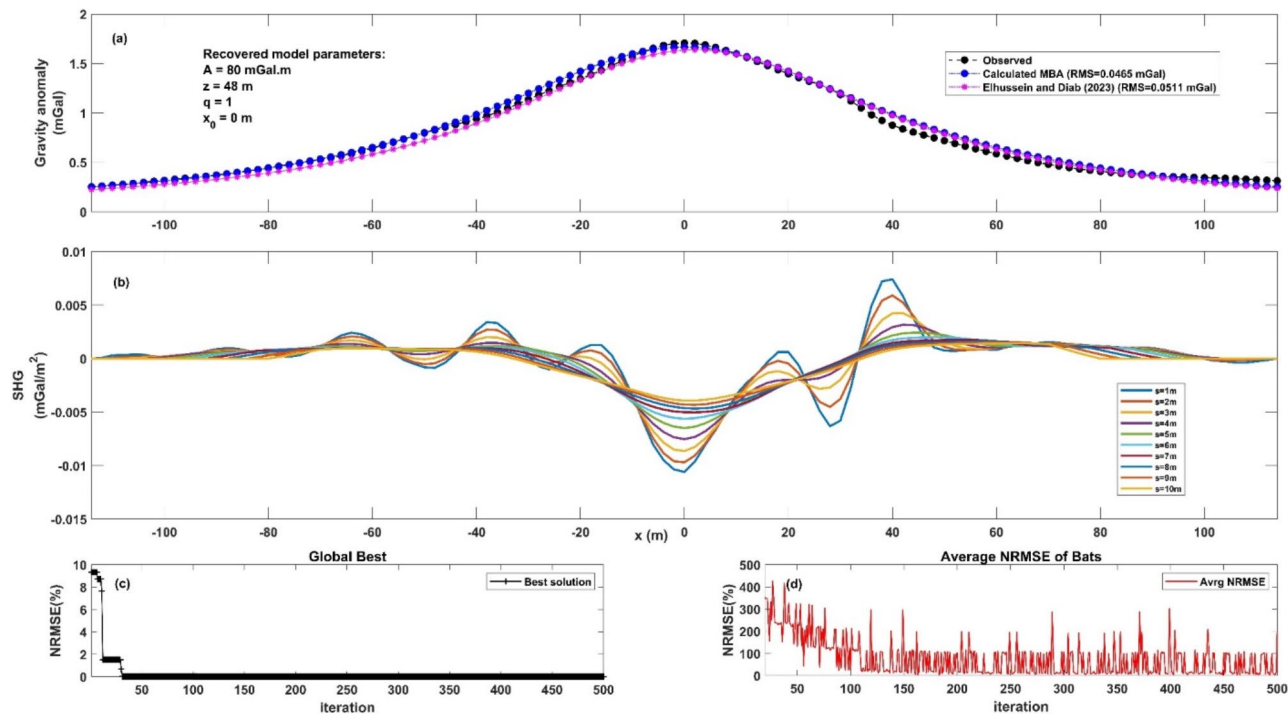 (a)
Recovered model parameters:
A = 80 mGal.m
z = 48 m
q = 1
x0 = 0 m
Observed
Calculated MBA (RMS=0.0465 mGal)
Elhussein and Diab (2023) (RMS=0.0511 mGal)
Gravity anomaly
(mGal)
2
1.5
1
0.5
0
-100 -80 -60 -40 -20 0 20 40 60 80 100
(b)
SHG
(mGal/m²)
0.01
0.005
0
-0.005
-0.01
-0.015
s=1m
s=2m
s=3m
s=4m
s=5m
s=6m
s=7m
s=8m
s=9m
s=10m
-100 -80 -60 -40 -20 0 20 40 60 80 100
x (m)
Global Best
(c)
Best solution
NRMSE(%)
10
8
6
4
2
0
50 100 150 200 250 300 350 400 450 500
iteration
Average NRMSE of Bats
(d)
Avrg NRMSE
NRMSE(%)
500
400
300
200
100
0
50 100 150 200 250 300 350 400 450 500
iteration